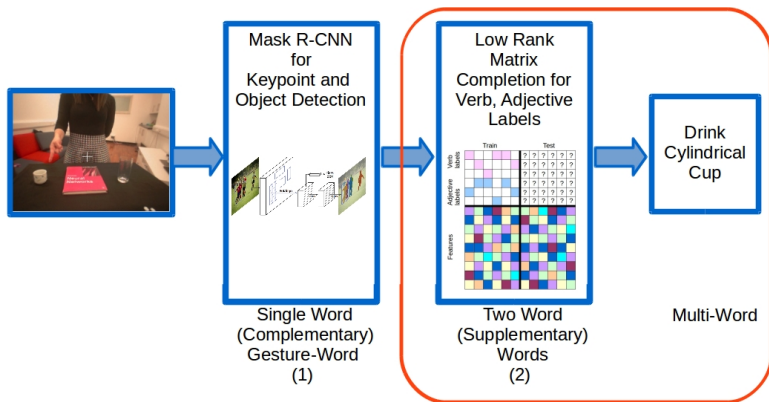 Mask R-CNN
for
Keypoint and
Object Detection
Low Rank
Matrix
Completion for
Verb, Adjective
Labels
Train
Test
Verb
labels
Adjective
labels
Features
? ? ? ? ? ?
? ? ? ? ? ?
? ? ? ? ? ?
? ? ? ? ? ?
? ? ? ? ? ?
? ? ? ? ? ?
Drink
Cylindrical
Cup
Single Word
(Complementary)
Gesture-Word
(1)
Two Word
(Supplementary)
Words
(2)
Multi-Word